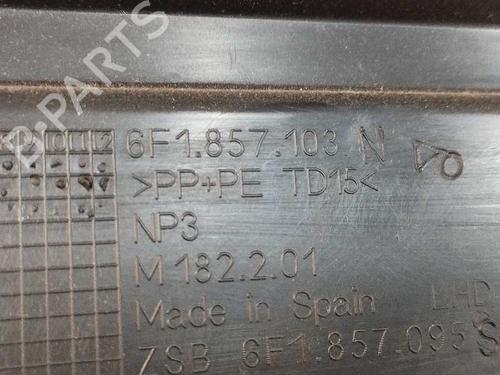 B-PARTS
10 11 12
6F1.857.103 N
>PP+PE TD15<
NP3
M 182.2.01
Made in Spain LHD
ZSB 6F1.857.095 S